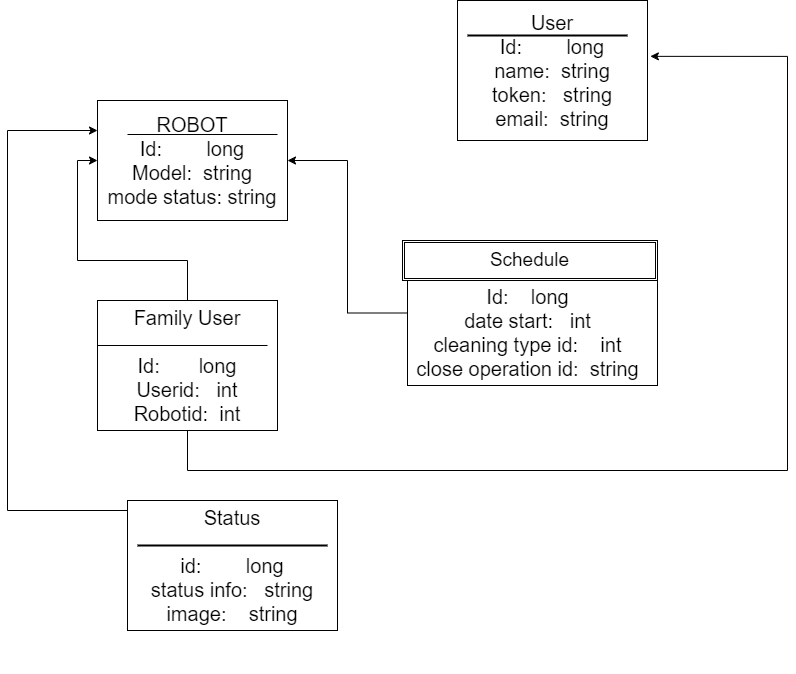 User
Id: long
name: string
token: string
email: string
ROBOT
Id: long
Model: string
mode status: string
Schedule
Id: long
date start: int
cleaning type id: int
close operation id: string
Family User
Id: long
Userid: int
Robotid: int
Status
id: long
status info: string
image: string